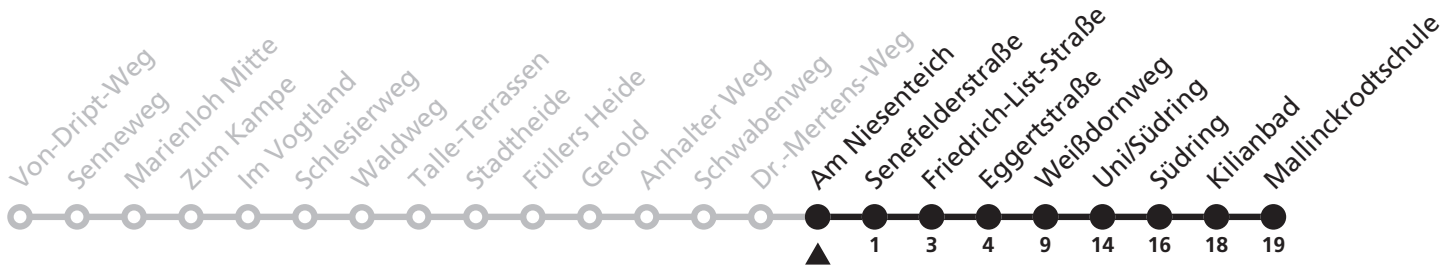 Von-Dript-Weg
Senneweg
Marienloh Mitte
Zum Kampe
Im Vogtland
Schlesierweg
Waldweg
Talle-Terrassen
Stadtheide
Füllers Heide
Gerold
Anhalter Weg
Schwabenweg
Dr.-Mertens-Weg
Am Niesenteich
Senefelderstraße
Friedrich-List-Straße
Eggertstraße
Weißdornweg
Uni/Südring
Südring
Kilianbad
Mallinckrodtschule
1 3 4 9 14 16 18 19